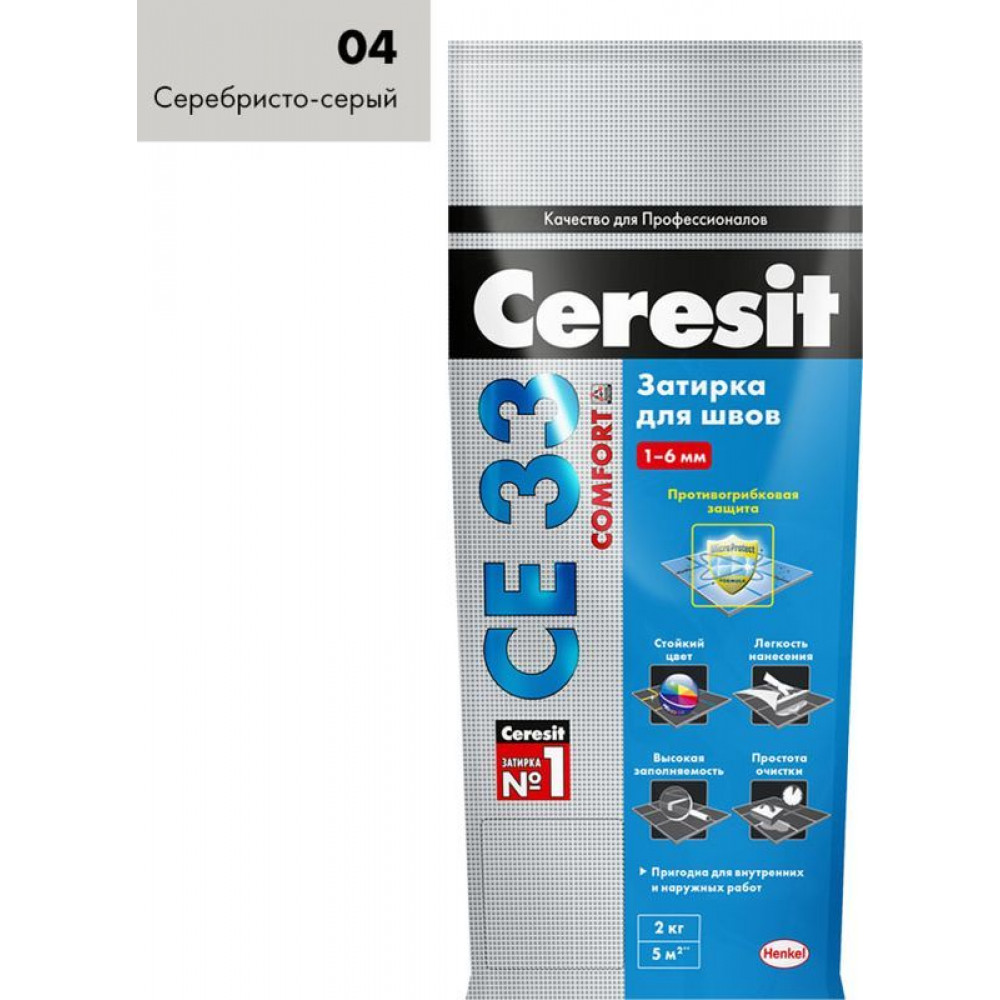 04
Серебристо-серый
Качество для Профессионалов
Ceresit
CE 33
COMFORT
Затирка
для швов
1–6 мм
Противогрибковая
защита
MicroProtect
FORMULA
Стойкий
цвет
Легкость
нанесения
Высокая
заполняемость
Простота
очистки
Ceresit
ЗАТИРКА
№1
Пригодна для внутренних
и наружных работ
2 кг
5 м²**
Henkel